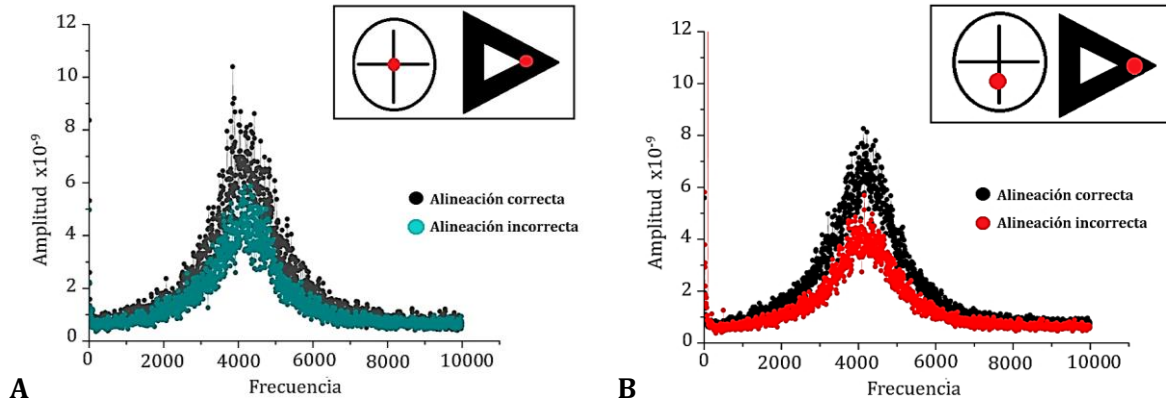 12
10
8
6
4
2
0
Amplitud x10⁻⁹
Alineación correcta
Alineación incorrecta
0 2000 4000 6000 8000 10000
Frecuencia
A
12
10
8
6
4
2
0
Amplitud x10⁻⁹
Alineación correcta
Alineación incorrecta
0 2000 4000 6000 8000 10000
Frecuencia
B